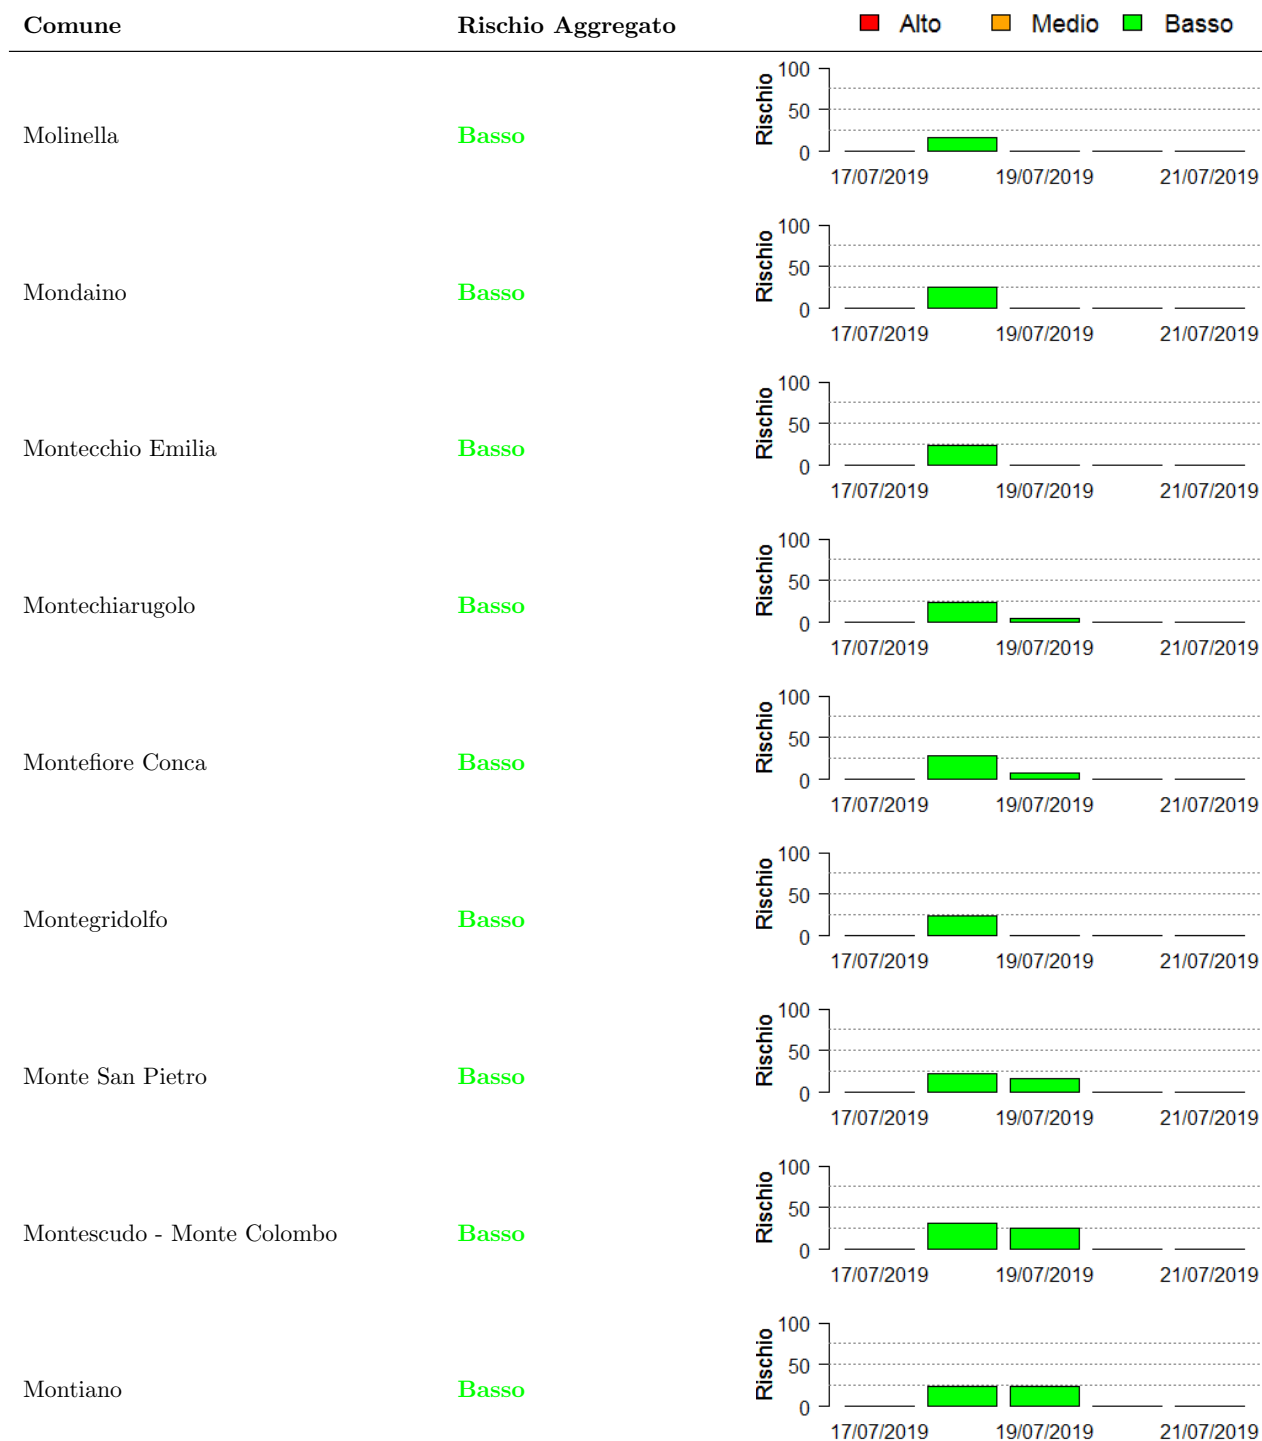 Comune Rischio Aggregato Alto Medio Basso
Molinella Basso
Rischio
100
50
0
17/07/2019 19/07/2019 21/07/2019
Mondaino Basso
Rischio
100
50
0
17/07/2019 19/07/2019 21/07/2019
Montecchio Emilia Basso
Rischio
100
50
0
17/07/2019 19/07/2019 21/07/2019
Montechiarugolo Basso
Rischio
100
50
0
17/07/2019 19/07/2019 21/07/2019
Montefiore Conca Basso
Rischio
100
50
0
17/07/2019 19/07/2019 21/07/2019
Montegridolfo Basso
Rischio
100
50
0
17/07/2019 19/07/2019 21/07/2019
Monte San Pietro Basso
Rischio
100
50
0
17/07/2019 19/07/2019 21/07/2019
Montescudo - Monte Colombo Basso
Rischio
100
50
0
17/07/2019 19/07/2019 21/07/2019
Montiano Basso
Rischio
100
50
0
17/07/2019 19/07/2019 21/07/2019